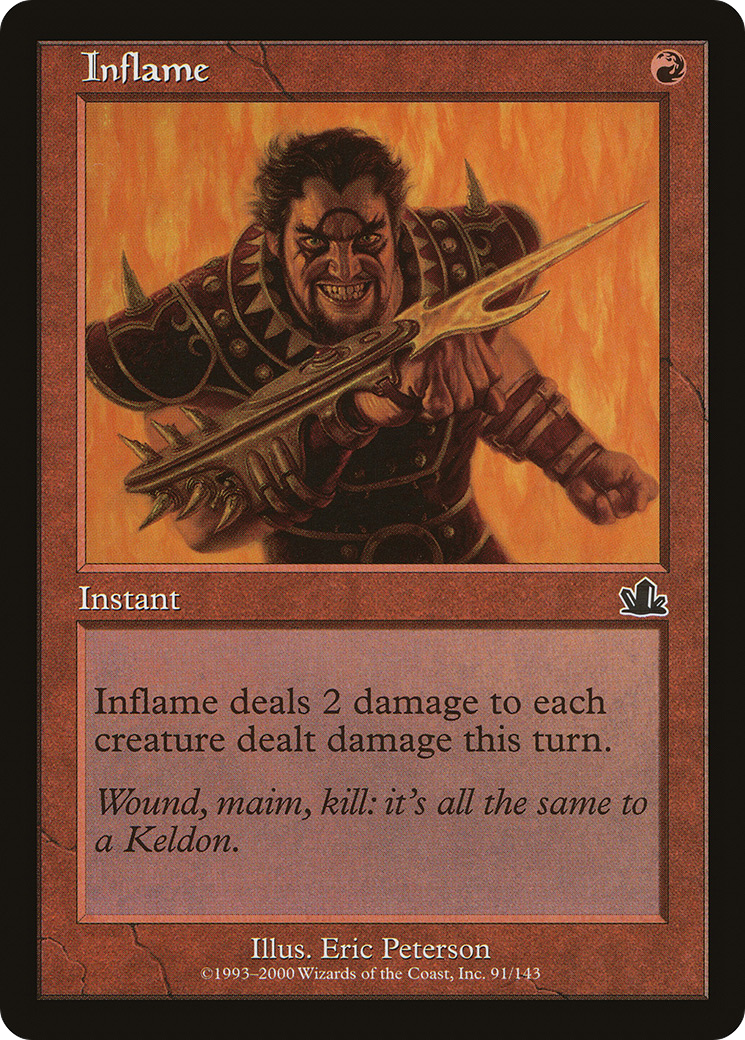 Inflame
Instant
Inflame deals 2 damage to each
creature dealt damage this turn.
Wound, maim, kill: it's all the same to
a Keldon.
Illus. Eric Peterson
©1993–2000 Wizards of the Coast, Inc. 91/143